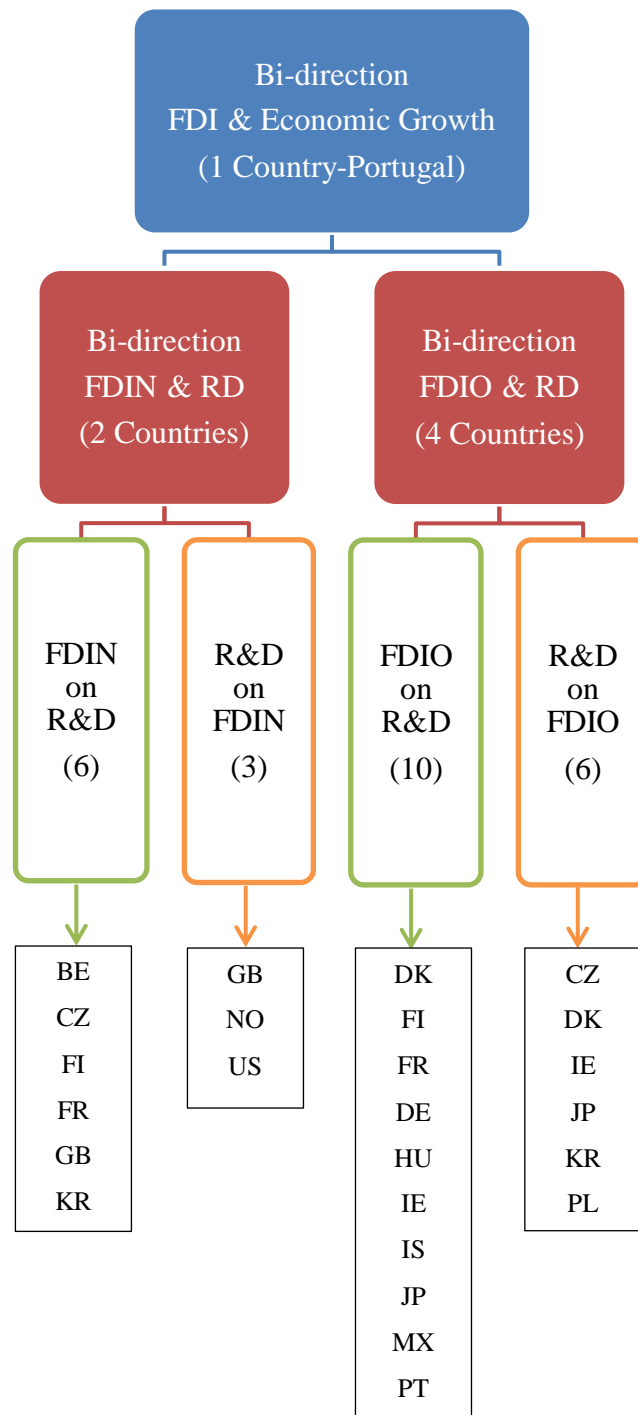 Bi-direction
FDI & Economic Growth
(1 Country-Portugal)
Bi-direction
FDIN & RD
(2 Countries)
Bi-direction
FDIO & RD
(4 Countries)
FDIN
on
R&D
(6)
R&D
on
FDIN
(3)
FDIO
on
R&D
(10)
R&D
on
FDIO
(6)
BE
CZ
FI
FR
GB
KR
GB
NO
US
DK
FI
FR
DE
HU
IE
IS
JP
MX
PT
CZ
DK
IE
JP
KR
PL